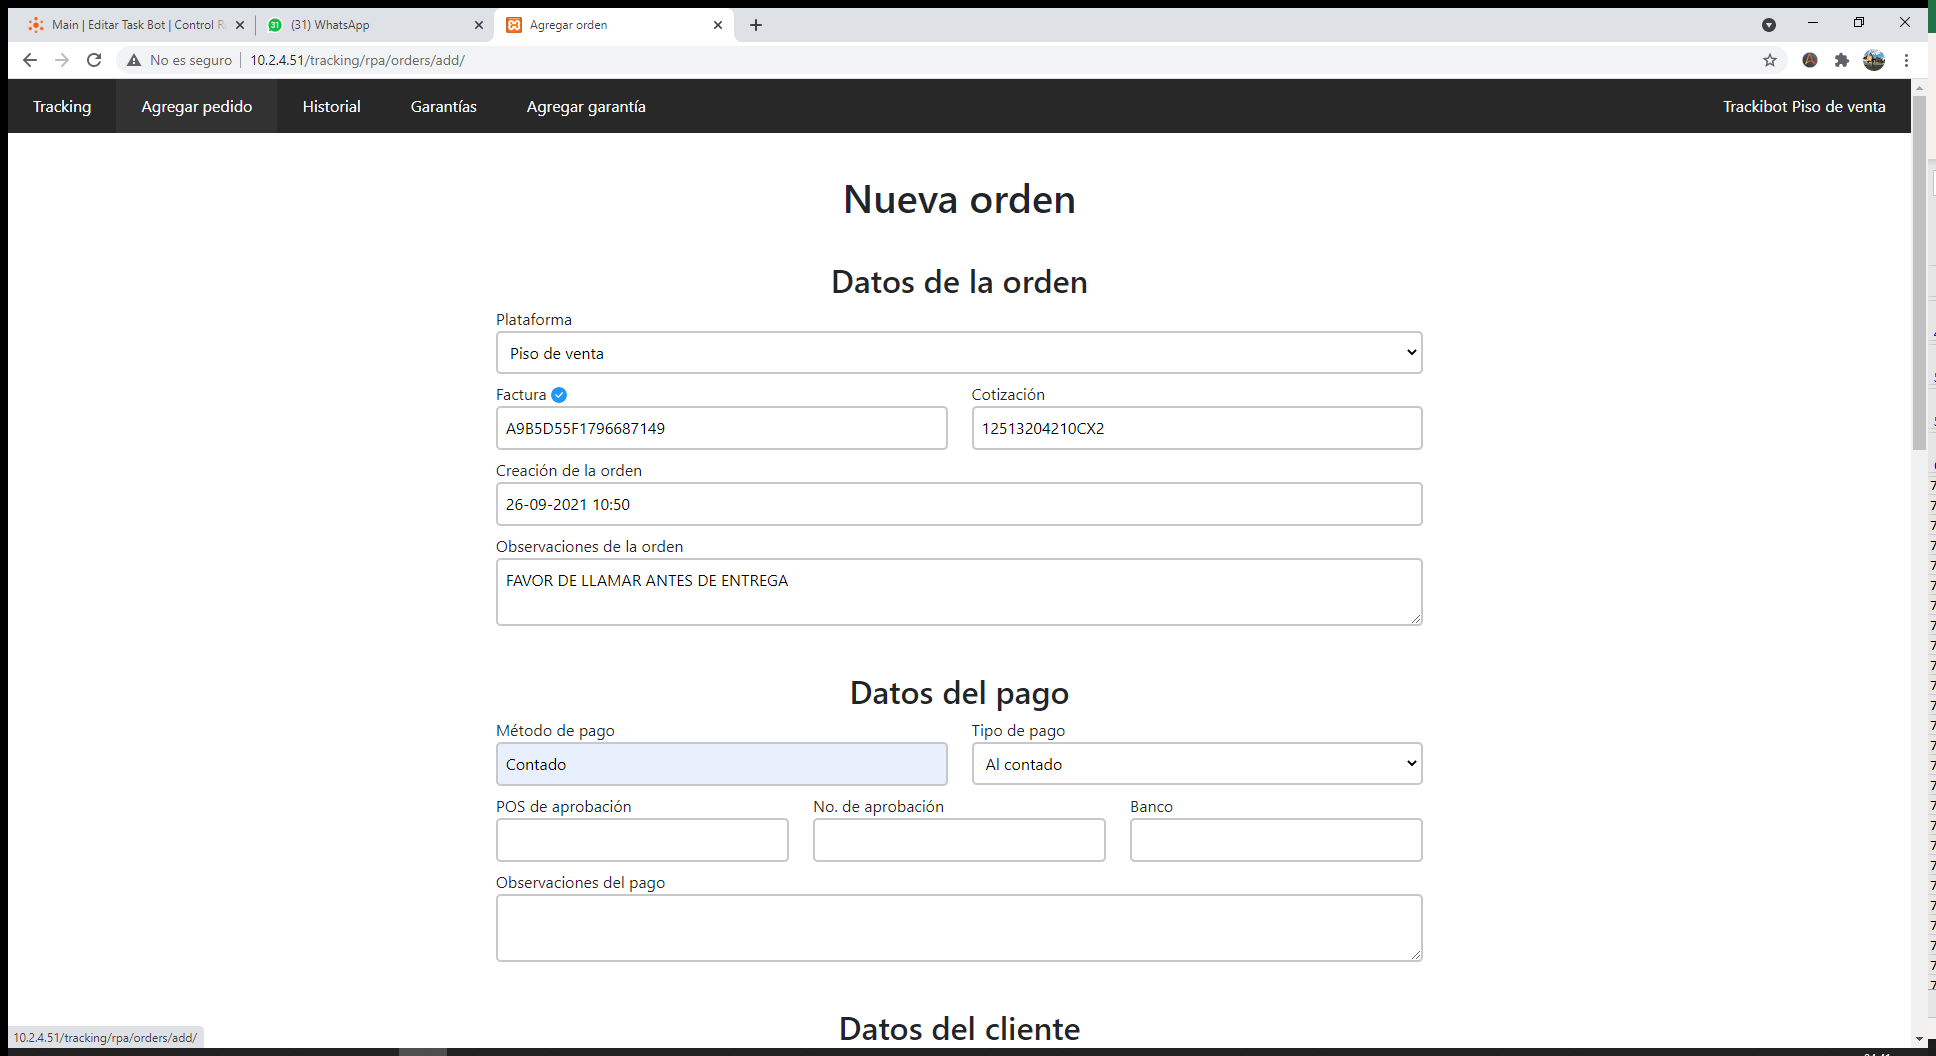 Main | Editar Task Bot | Control R
(31) WhatsApp
Agregar orden
No es seguro
10.2.4.51/tracking/rpa/orders/add/
Tracking
Agregar pedido
Historial
Garantías
Agregar garantía
Trackibot Piso de venta
Nueva orden
Datos de la orden
Plataforma
Piso de venta
Factura
Cotización
A9B5D55F1796687149
12513204210CX2
Creación de la orden
26-09-2021 10:50
Observaciones de la orden
FAVOR DE LLAMAR ANTES DE ENTREGA
Datos del pago
Método de pago
Tipo de pago
Contado
Al contado
POS de aprobación
No. de aprobación
Banco
Observaciones del pago
Datos del cliente
10.2.4.51/tracking/rpa/orders/add/